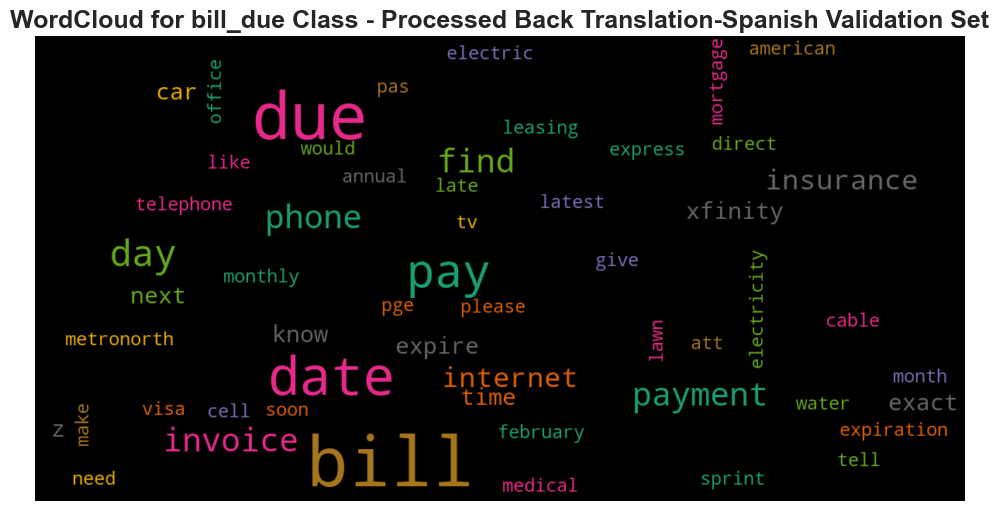 WordCloud for bill_due Class - Processed Back Translation-Spanish Validation Set
electric
american
mortgage
office
car
pas
due
leasing
direct
express
would
find
like
annual
late
insurance
latest
telephone
xfinity
phone
tv
day
give
pay
monthly
electricity
next
pge
please
cable
know
metronorth
lawn
att
expire
date
internet
month
time
payment
water
exact
visa
cell
soon
make
z
invoice
february
expiration
bill
tell
need
medical
sprint